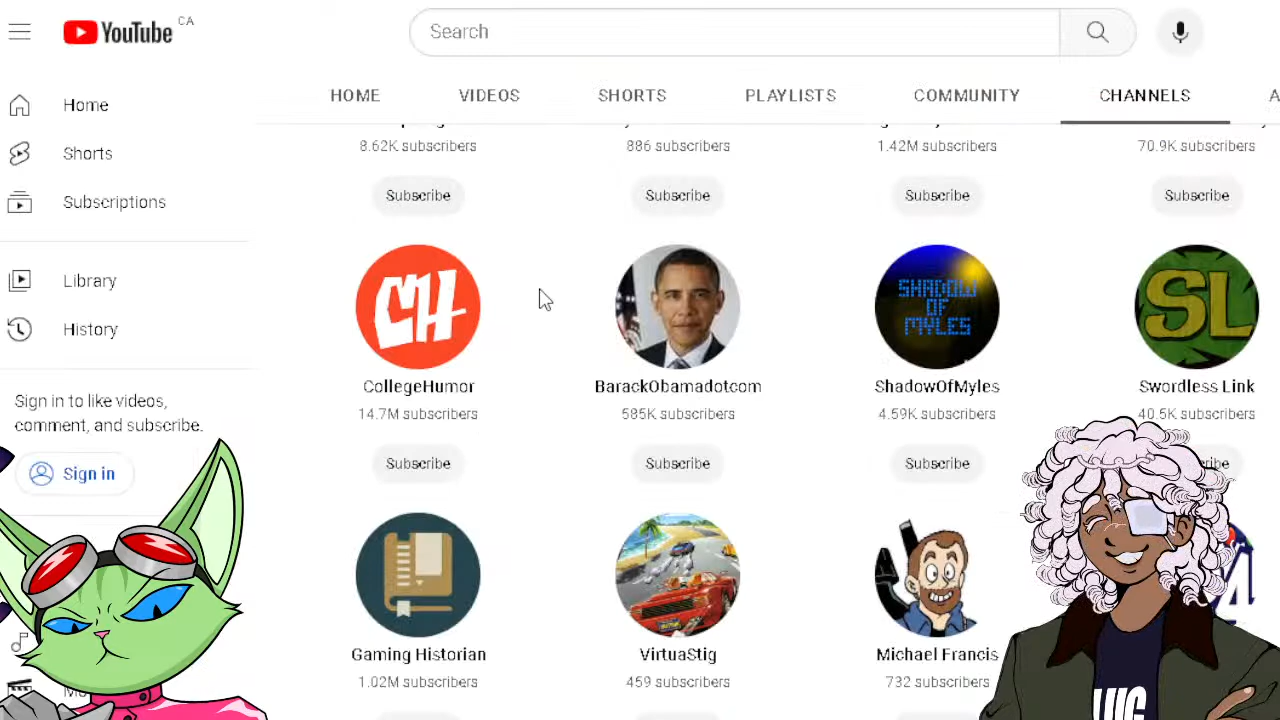 YouTube CA
Search
HOME VIDEOS SHORTS PLAYLISTS COMMUNITY CHANNELS A
Home
Shorts
Subscriptions
Library
History
Sign in to like videos,
comment, and subscribe.
Sign in
8.62K subscribers 886 subscribers 1.42M subscribers 70.9K subscribers
Subscribe Subscribe Subscribe Subscribe
CH
SHADOW
OF
MYLES
SL
CollegeHumor BarackObamadotcom ShadowOfMyles Swordless Link
14.7M subscribers 585K subscribers 4.59K subscribers 40.5K subscribers
Subscribe Subscribe Subscribe
Gaming Historian VirtuaStig Michael Francis
1.02M subscribers 459 subscribers 732 subscribers